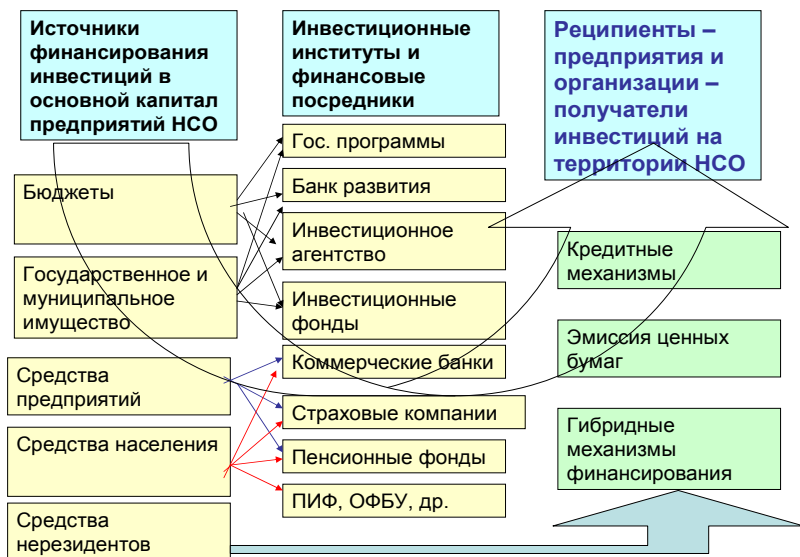 Источники
финансирования
инвестиций в
основной капитал
предприятий НСО
Инвестиционные
институты и
финансовые
посредники
Реципиенты –
предприятия и
организации –
получатели
инвестиций на
территории НСО
Бюджеты
Государственное и
муниципальное
имущество
Средства
предприятий
Средства населения
Средства
нерезидентов
Гос. программы
Банк развития
Инвестиционное
агентство
Инвестиционные
фонды
Коммерческие банки
Страховые компании
Пенсионные фонды
ПИФ, ОФБУ, др.
Кредитные
механизмы
Эмиссия ценных
бумаг
Гибридные
механизмы
финансирования